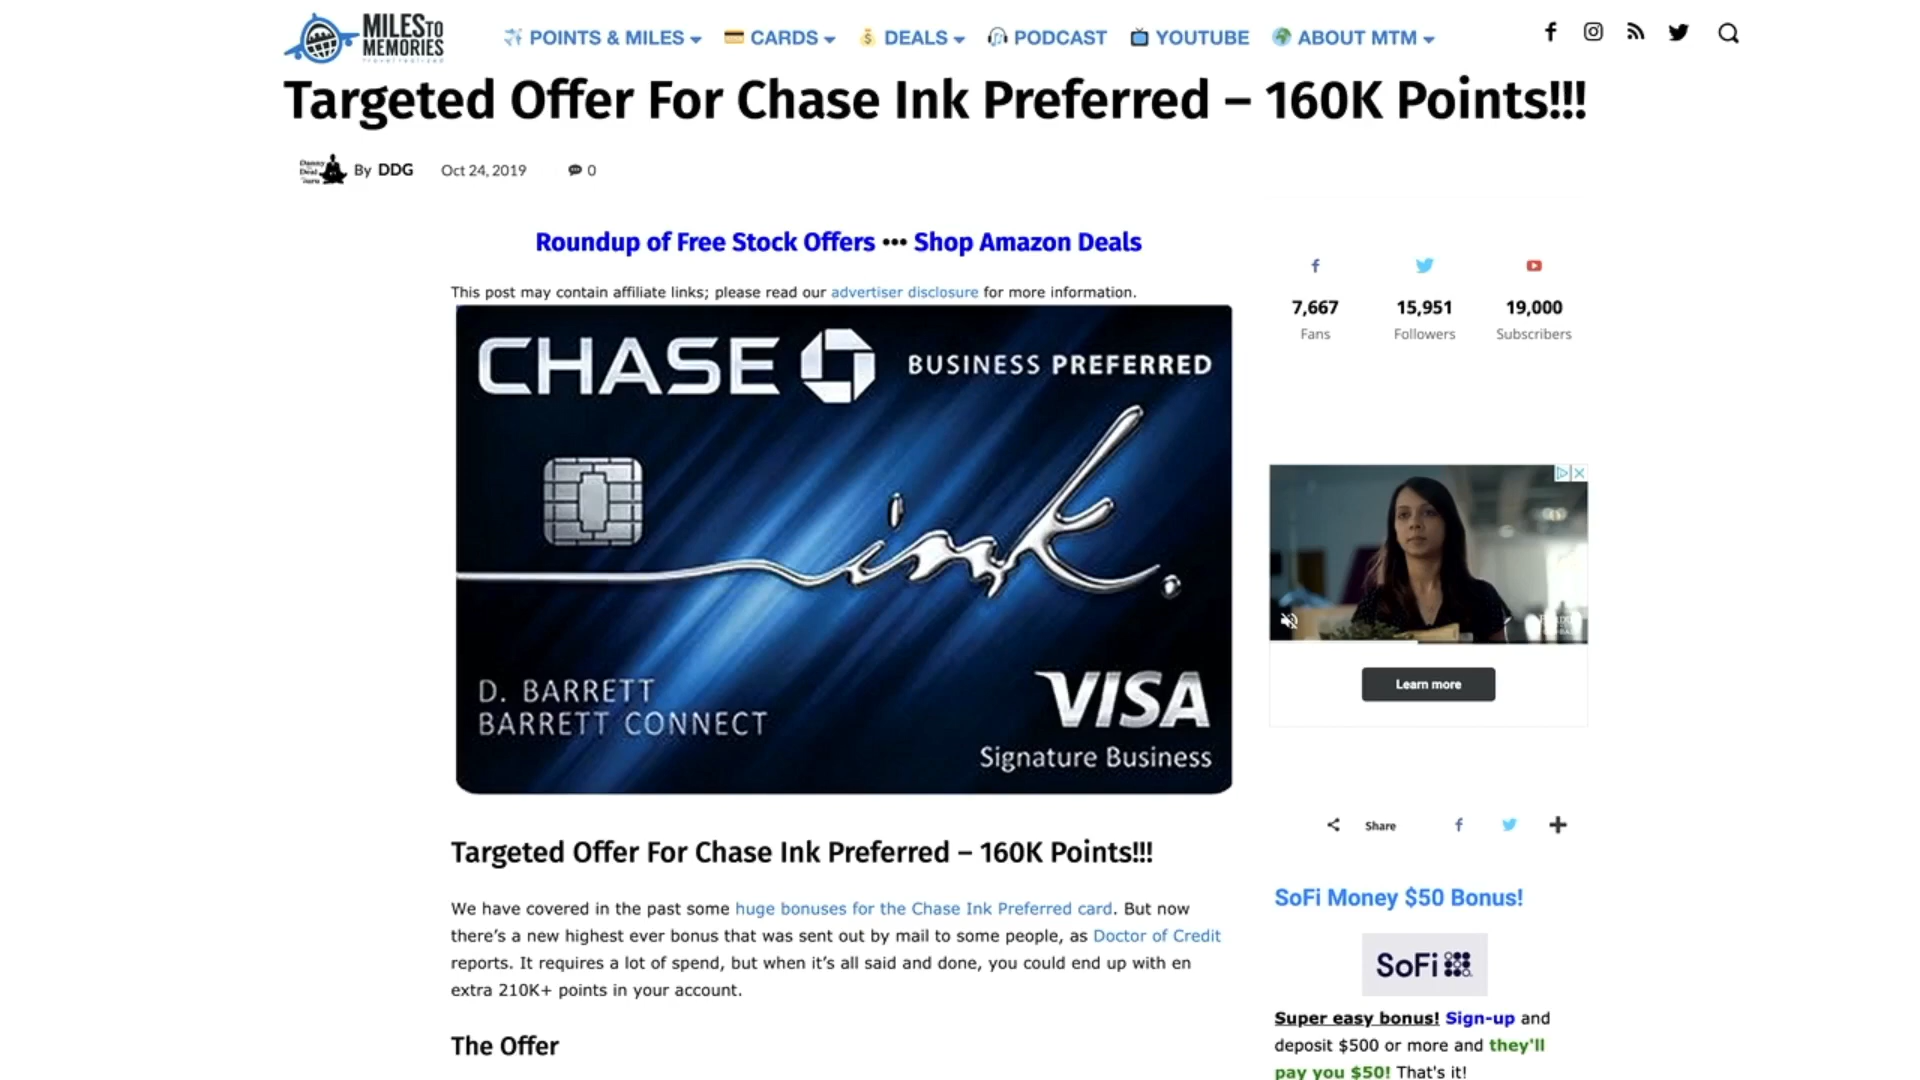 MILES TO
MEMORIES
travel realized
POINTS & MILES
CARDS
DEALS
PODCAST
YOUTUBE
ABOUT MTM
Targeted Offer For Chase Ink Preferred – 160K Points!!!
By DDG
Oct 24, 2019
0
Roundup of Free Stock Offers ••• Shop Amazon Deals
This post may contain affiliate links; please read our advertiser disclosure for more information.
CHASE
BUSINESS PREFERRED
ink.
D. BARRETT
BARRETT CONNECT
VISA
Signature Business
7,667
Fans
15,951
Followers
19,000
Subscribers
Learn more
Share
Targeted Offer For Chase Ink Preferred – 160K Points!!!
We have covered in the past some huge bonuses for the Chase Ink Preferred card. But now
there's a new highest ever bonus that was sent out by mail to some people, as Doctor of Credit
reports. It requires a lot of spend, but when it's all said and done, you could end up with en
extra 210K+ points in your account.
The Offer
SoFi Money $50 Bonus!
SoFi
Super easy bonus! Sign-up and
deposit $500 or more and they'll
pay you $50! That's it!